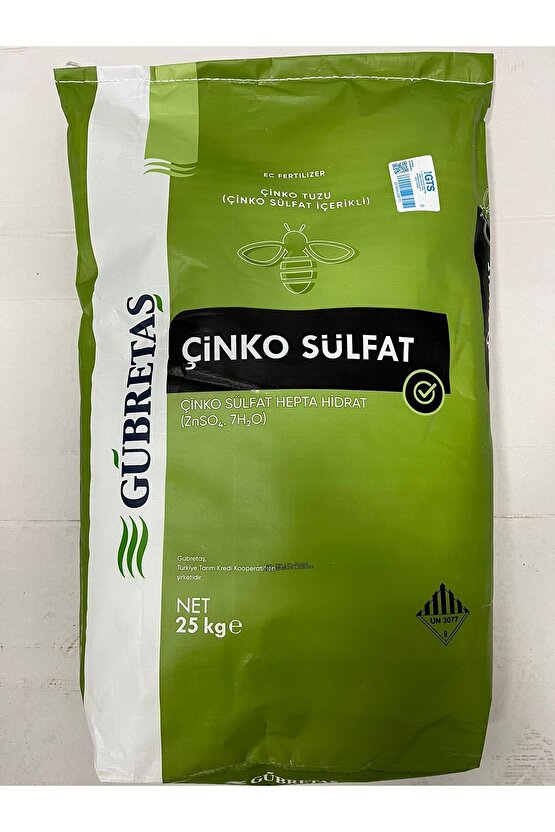 EC FERTILIZER
ÇİNKO TUZU
(ÇİNKO SÜLFAT İÇERİKLİ)
GTS
GÜBRETAŞ
ÇİNKO SÜLFAT
ÇİNKO SÜLFAT HEPTA HİDRAT
(ZnSO₄. 7H₂O)
Gübretaş,
Türkiye Tarım Kredi Kooperatifleri
şirketidir.
NET
25 kg e
UN 3077
9
GÜBRETAŞ